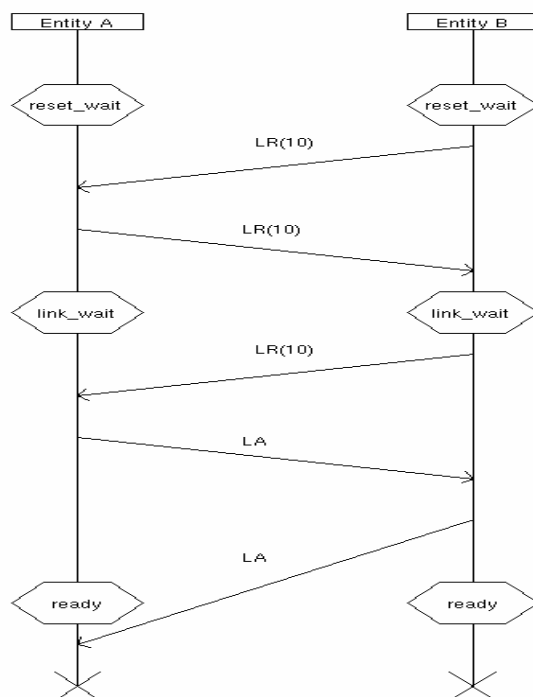 Entity A
Entity B
reset_wait
reset_wait
LR(10)
LR(10)
link_wait
link_wait
LR(10)
LA
LA
ready
ready